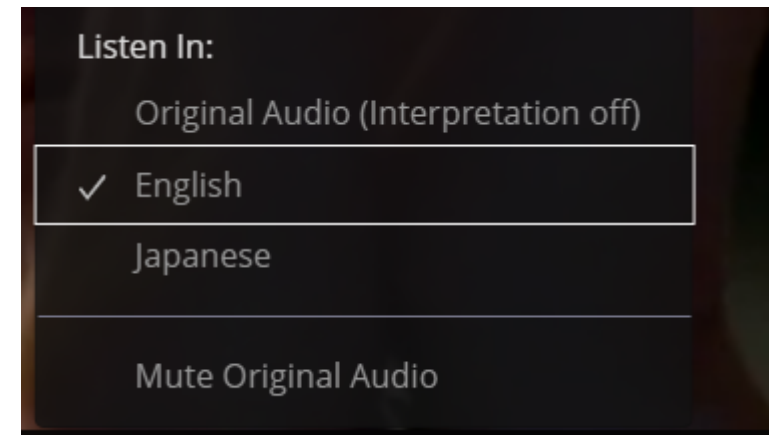 Listen In:
Original Audio (Interpretation off)
English
Japanese
Mute Original Audio